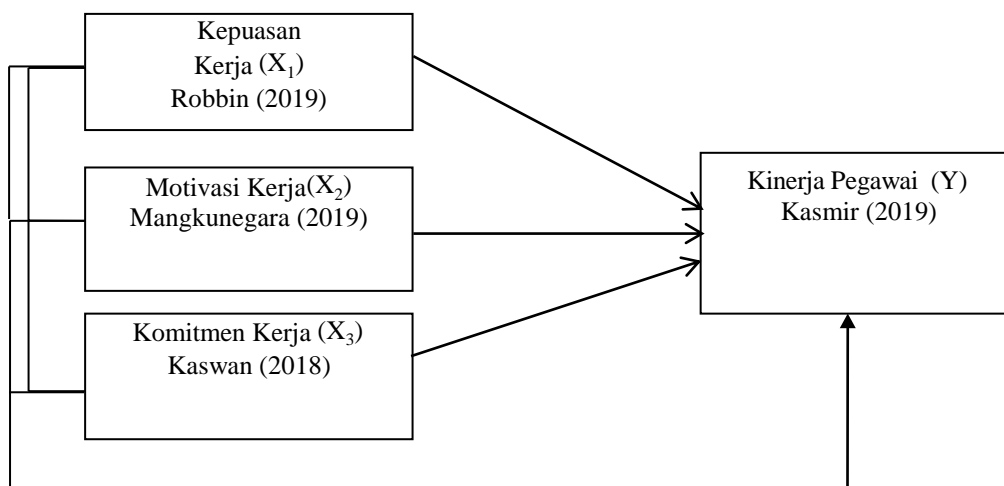 Kepuasan
Kerja (X₁)
Robbin (2019)
Motivasi Kerja(X₂)
Mangkunegara (2019)
Komitmen Kerja (X₃)
Kaswan (2018)
Kinerja Pegawai (Y)
Kasmir (2019)